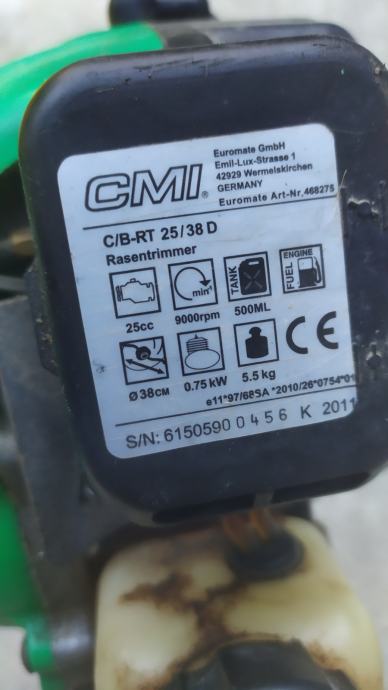 Euromate GmbH
Emil-Lux-Strasse 1
42929 Wermelskirchen
GERMANY
Euromate Art-Nr. 468275
CMI®
C/B-RT 25/38 D
Rasentrimmer
min⁻¹
TANK
FUEL
ENGINE
25cc
9000rpm
500ML
CE
Ø38CM
0.75 kW
5.5 kg
e11*97/68SA*2010/26*0754*01
S/N: 6150590 0456 K 2011